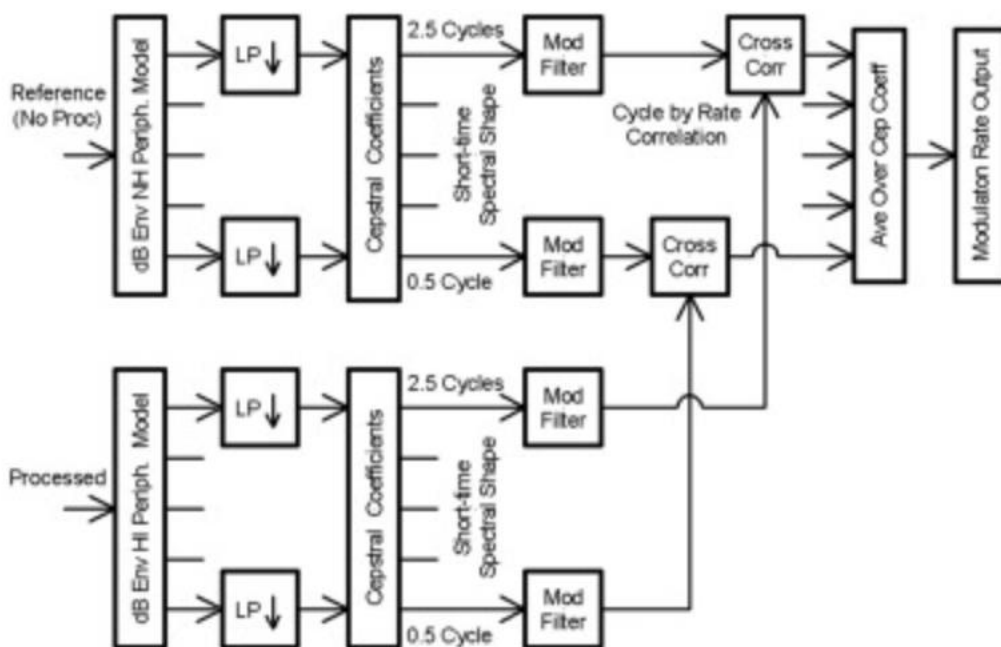 Reference
(No Proc)
dB Env NH Periph. Model
LP
LP
Cepstral Coefficients
2.5 Cycles
Short-time
Spectral Shape
0.5 Cycle
Mod
Filter
Mod
Filter
Cross
Corr
Cycle by Rate
Correlation
Cross
Corr
Ave Over Cep Coeff
Modulaton Rate Output
Processed
dB Env HI Periph. Model
LP
LP
Cepstral Coefficients
2.5 Cycles
Short-time
Spectral Shape
0.5 Cycle
Mod
Filter
Mod
Filter